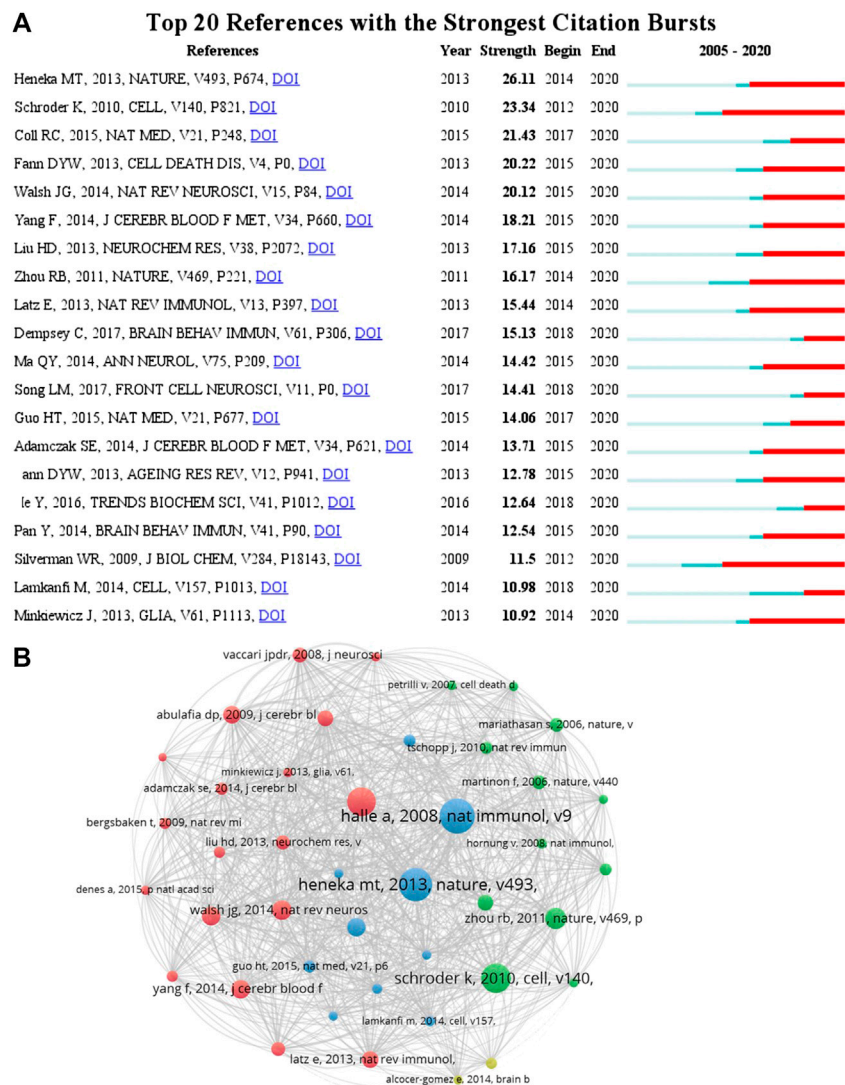 A
Top 20 References with the Strongest Citation Bursts
References Year Strength Begin End 2005 - 2020
Heneka MT, 2013, NATURE, V493, P674, DOI 2013 26.11 2014 2020
Schroder K, 2010, CELL, V140, P821, DOI 2010 23.34 2012 2020
Coll RC, 2015, NAT MED, V21, P248, DOI 2015 21.43 2017 2020
Fann DYW, 2013, CELL DEATH DIS, V4, P0, DOI 2013 20.22 2015 2020
Walsh JG, 2014, NAT REV NEUROSCI, V15, P84, DOI 2014 20.12 2015 2020
Yang F, 2014, J CEREBR BLOOD F MET, V34, P660, DOI 2014 18.21 2015 2020
Liu HD, 2013, NEUROCHEM RES, V38, P2072, DOI 2013 17.16 2015 2020
Zhou RB, 2011, NATURE, V469, P221, DOI 2011 16.17 2014 2020
Latz E, 2013, NAT REV IMMUNOL, V13, P397, DOI 2013 15.44 2014 2020
Dempsey C, 2017, BRAIN BEHAV IMMUN, V61, P306, DOI 2017 15.13 2018 2020
Ma QY, 2014, ANN NEUROL, V75, P209, DOI 2014 14.42 2015 2020
Song LM, 2017, FRONT CELL NEUROSCI, V11, P0, DOI 2017 14.41 2018 2020
Guo HT, 2015, NAT MED, V21, P677, DOI 2015 14.06 2017 2020
Adamczak SE, 2014, J CEREBR BLOOD F MET, V34, P621, DOI 2014 13.71 2015 2020
ann DYW, 2013, AGEING RES REV, V12, P941, DOI 2013 12.78 2015 2020
e Y, 2016, TRENDS BIOCHEM SCI, V41, P1012, DOI 2016 12.64 2018 2020
Pan Y, 2014, BRAIN BEHAV IMMUN, V41, P90, DOI 2014 12.54 2015 2020
Silverman WR, 2009, J BIOL CHEM, V284, P18143, DOI 2009 11.5 2012 2020
Lamkanfi M, 2014, CELL, V157, P1013, DOI 2014 10.98 2018 2020
Minkiewicz J, 2013, GLIA, V61, P1113, DOI 2013 10.92 2014 2020
B
vaccari jpdr, 2008, j neurosci
petrilli v, 2007, cell death d
abulafia dp, 2009, j cerebr bl
mariathasan s, 2006, nature, v
tschopp j, 2010, nat rev immun
minkiewicz j, 2013, glia, v61,
martinon f, 2006, nature, v440
adamczak se, 2014, j cerebr bl
halle a, 2008, nat immunol, v9
bergsbaken t, 2009, nat rev mi
liu hd, 2013, neurochem res, v
hornung v, 2008, nat immunol,
denes a, 2015, p natl acad sci
heneka mt, 2013, nature, v493,
walsh jg, 2014, nat rev neuros
zhou rb, 2011, nature, v469, p
guo ht, 2015, nat med, v21, p6
schroder k, 2010, cell, v140,
yang f, 2014, j cerebr blood f
lamkanfi m, 2014, cell, v157,
latz e, 2013, nat rev immunol,
alcocer-gomez e, 2014, brain b